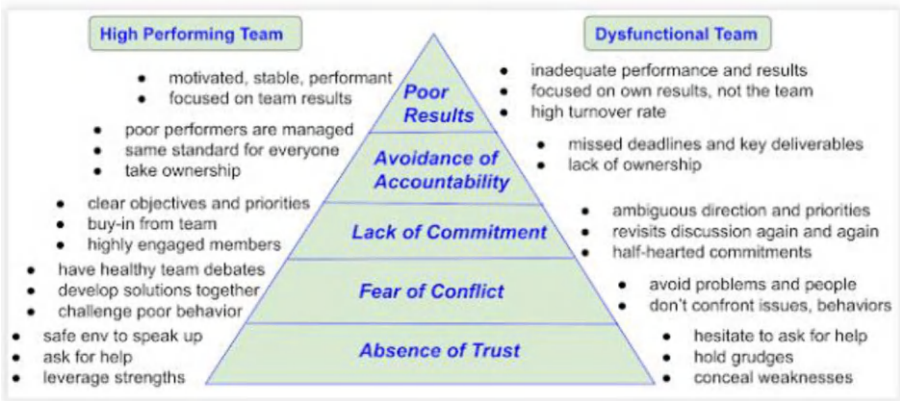 High Performing Team
motivated, stable, performant
focused on team results
poor performers are managed
same standard for everyone
take ownership
clear objectives and priorities
buy-in from team
highly engaged members
have healthy team debates
develop solutions together
challenge poor behavior
safe env to speak up
ask for help
leverage strengths
Poor
Results
Avoidance of
Accountability
Lack of Commitment
Fear of Conflict
Absence of Trust
Dysfunctional Team
inadequate performance and results
focused on own results, not the team
high turnover rate
missed deadlines and key deliverables
lack of ownership
ambiguous direction and priorities
revisits discussion again and again
half-hearted commitments
avoid problems and people
don't confront issues, behaviors
hesitate to ask for help
hold grudges
conceal weaknesses